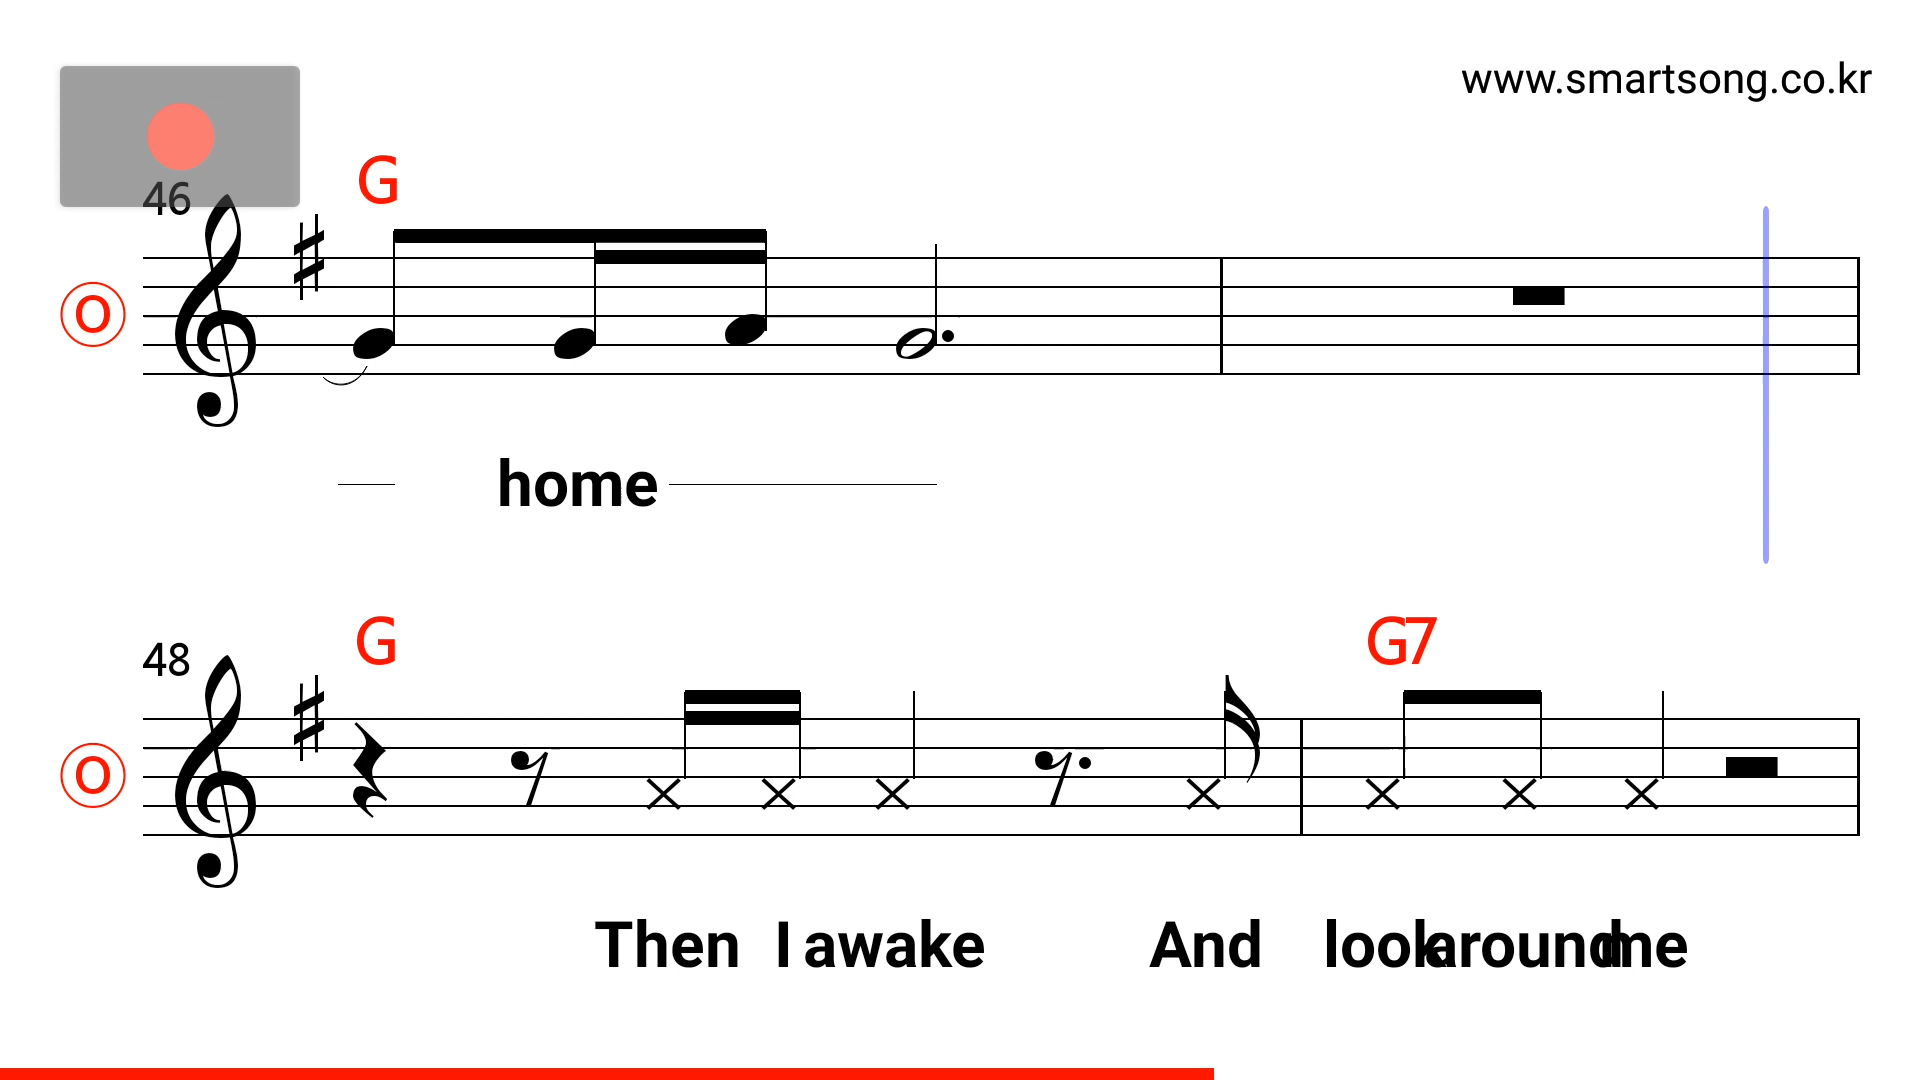 www.smartsong.co.kr
46
G
O
home
48
G G7
O
Then I awake And look around me